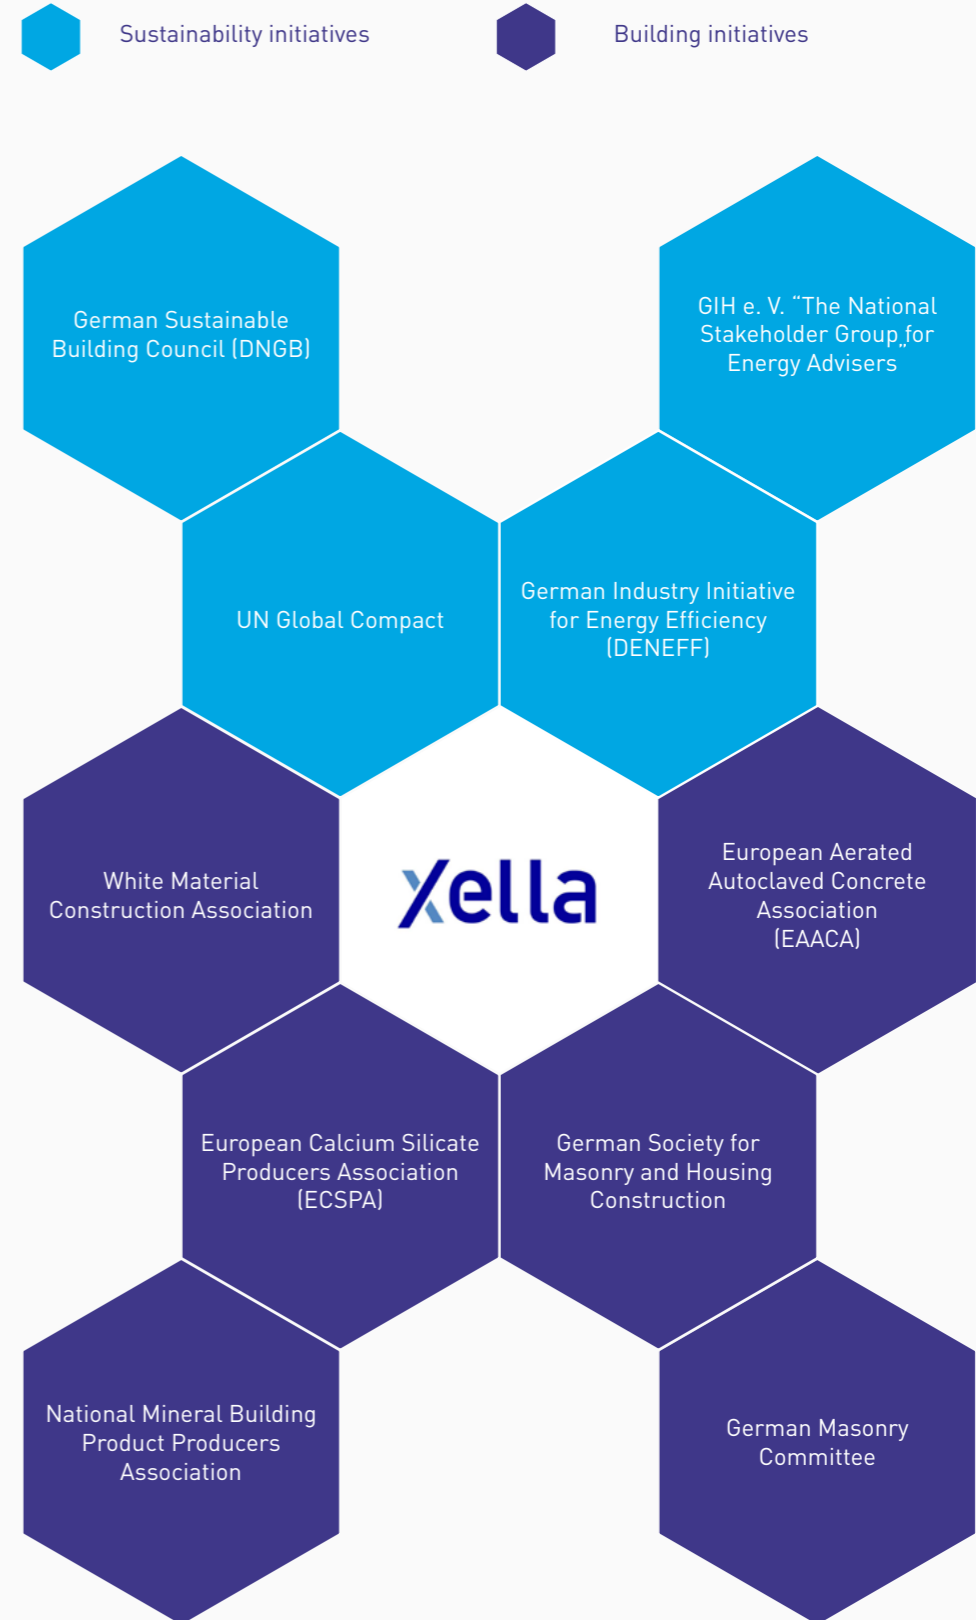 Sustainability initiatives
Building initiatives
German Sustainable
Building Council (DNGB)
GIH e. V. “The National
Stakeholder Group for
Energy Advisers”
UN Global Compact
German Industry Initiative
for Energy Efficiency
(DENEFF)
White Material
Construction Association
xella
European Aerated
Autoclaved Concrete
Association
(EAACA)
European Calcium Silicate
Producers Association
(ECSPA)
German Society for
Masonry and Housing
Construction
National Mineral Building
Product Producers
Association
German Masonry
Committee